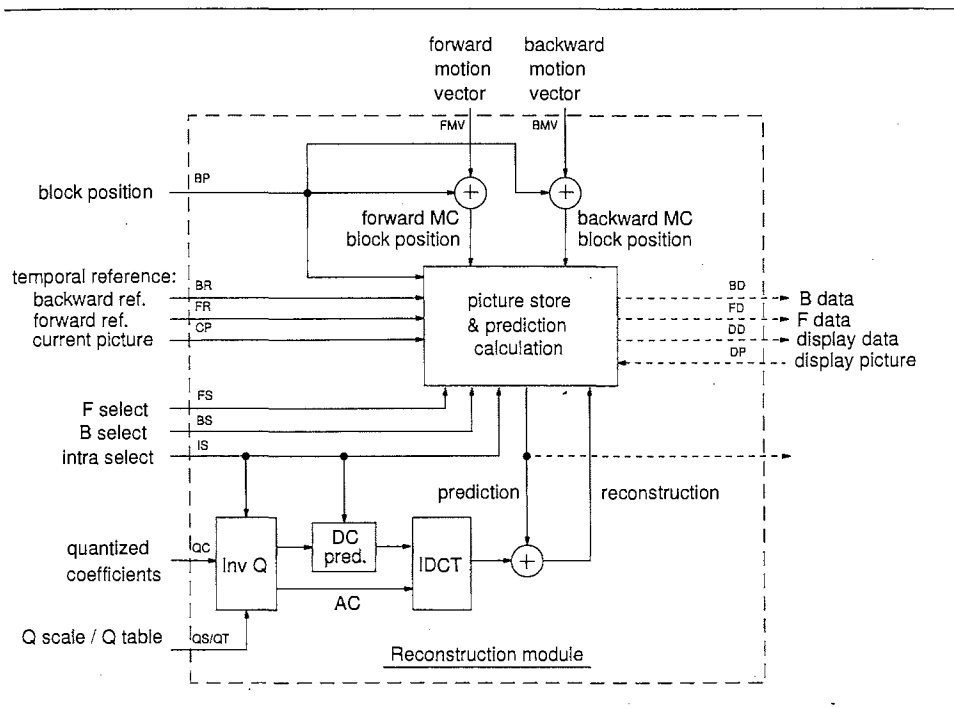 forward
motion
vector
backward
motion
vector
FMV
BMV
block position
BP
forward MC
block position
backward MC
block position
temporal reference:
backward ref.
BR
forward ref.
FR
current picture
CP
picture store
& prediction
calculation
BD
B data
FD
F data
DD
display data
DP
display picture
F select
FS
B select
BS
intra select
IS
prediction
reconstruction
quantized
coefficients
QC
Inv Q
DC
pred.
IDCT
AC
Q scale / Q table
QS/QT
Reconstruction module